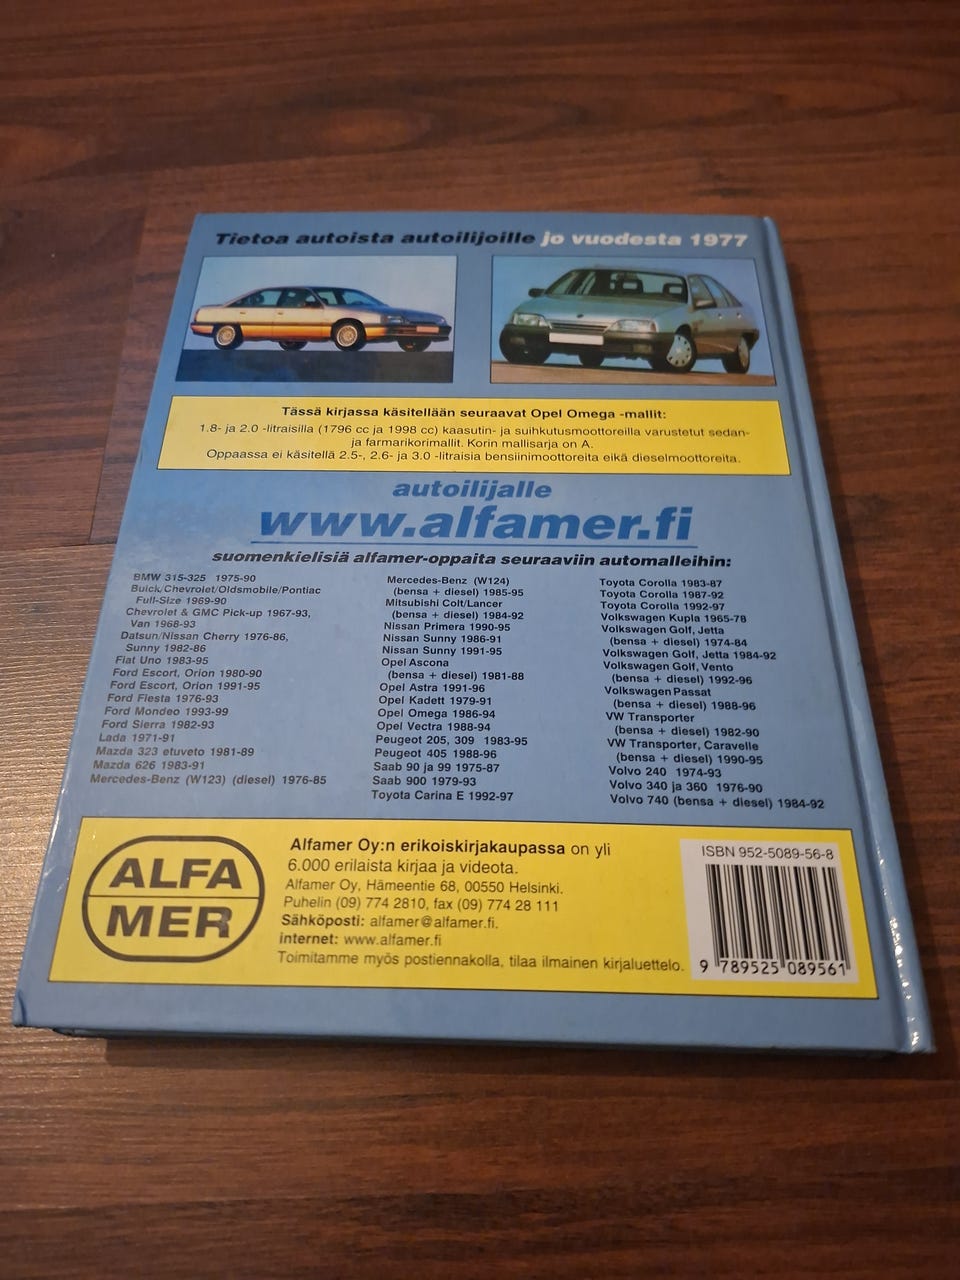 Tietoa autoista autoilijoille jo vuodesta 1977
Tässä kirjassa käsitellään seuraavat Opel Omega -mallit:
1.8- ja 2.0 -litraisilla (1796 cc ja 1998 cc) kaasutin- ja suihkutusmoottoreilla varustetut sedan-
ja farmarikorimallit. Korin mallisarja on A.
Oppaassa ei käsitellä 2.5-, 2.6- ja 3.0 -litraisia bensiinimoottoreita eikä dieselmoottoreita.
autoilijalle
www.alfamer.fi
suomenkielisiä alfamer-oppaita seuraaviin automalleihin:
BMW 315-325 1975-90
Buick/Chevrolet/Oldsmobile/Pontiac
Full-Size 1969-90
Chevrolet & GMC Pick-up 1967-93,
Van 1968-93
Datsun/Nissan Cherry 1976-86,
Sunny 1982-86
Fiat Uno 1983-95
Ford Escort, Orion 1980-90
Ford Escort, Orion 1991-95
Ford Fiesta 1976-93
Ford Mondeo 1993-99
Ford Sierra 1982-93
Lada 1971-91
Mazda 323 etuveto 1981-89
Mazda 626 1983-91
Mercedes-Benz (W123) (diesel) 1976-85
Mercedes-Benz (W124)
(bensa + diesel) 1985-95
Mitsubishi Colt/Lancer
(bensa + diesel) 1984-92
Nissan Primera 1990-95
Nissan Sunny 1986-91
Nissan Sunny 1991-95
Opel Ascona
(bensa + diesel) 1981-88
Opel Astra 1991-96
Opel Kadett 1979-91
Opel Omega 1986-94
Opel Vectra 1988-94
Peugeot 205, 309 1983-95
Peugeot 405 1988-96
Saab 90 ja 99 1975-87
Saab 900 1979-93
Toyota Carina E 1992-97
Toyota Corolla 1983-87
Toyota Corolla 1987-92
Toyota Corolla 1992-97
Volkswagen Kupla 1965-78
Volkswagen Golf, Jetta
(bensa + diesel) 1974-84
Volkswagen Golf, Jetta 1984-92
Volkswagen Golf, Vento
(bensa + diesel) 1992-96
Volkswagen Passat
(bensa + diesel) 1988-96
VW Transporter
(bensa + diesel) 1982-90
VW Transporter, Caravelle
(bensa + diesel) 1990-95
Volvo 240 1974-93
Volvo 340 ja 360 1976-90
Volvo 740 (bensa + diesel) 1984-92
ALFA
MER
Alfamer Oy:n erikoiskirjakaupassa on yli
6.000 erilaista kirjaa ja videota.
Alfamer Oy, Hämeentie 68, 00550 Helsinki.
Puhelin (09) 774 2810, fax (09) 774 28 111
Sähköposti: alfamer@alfamer.fi.
internet: www.alfamer.fi
Toimitamme myös postiennakolla, tilaa ilmainen kirjaluettelo.
ISBN 952-5089-56-8
9 789525 089561